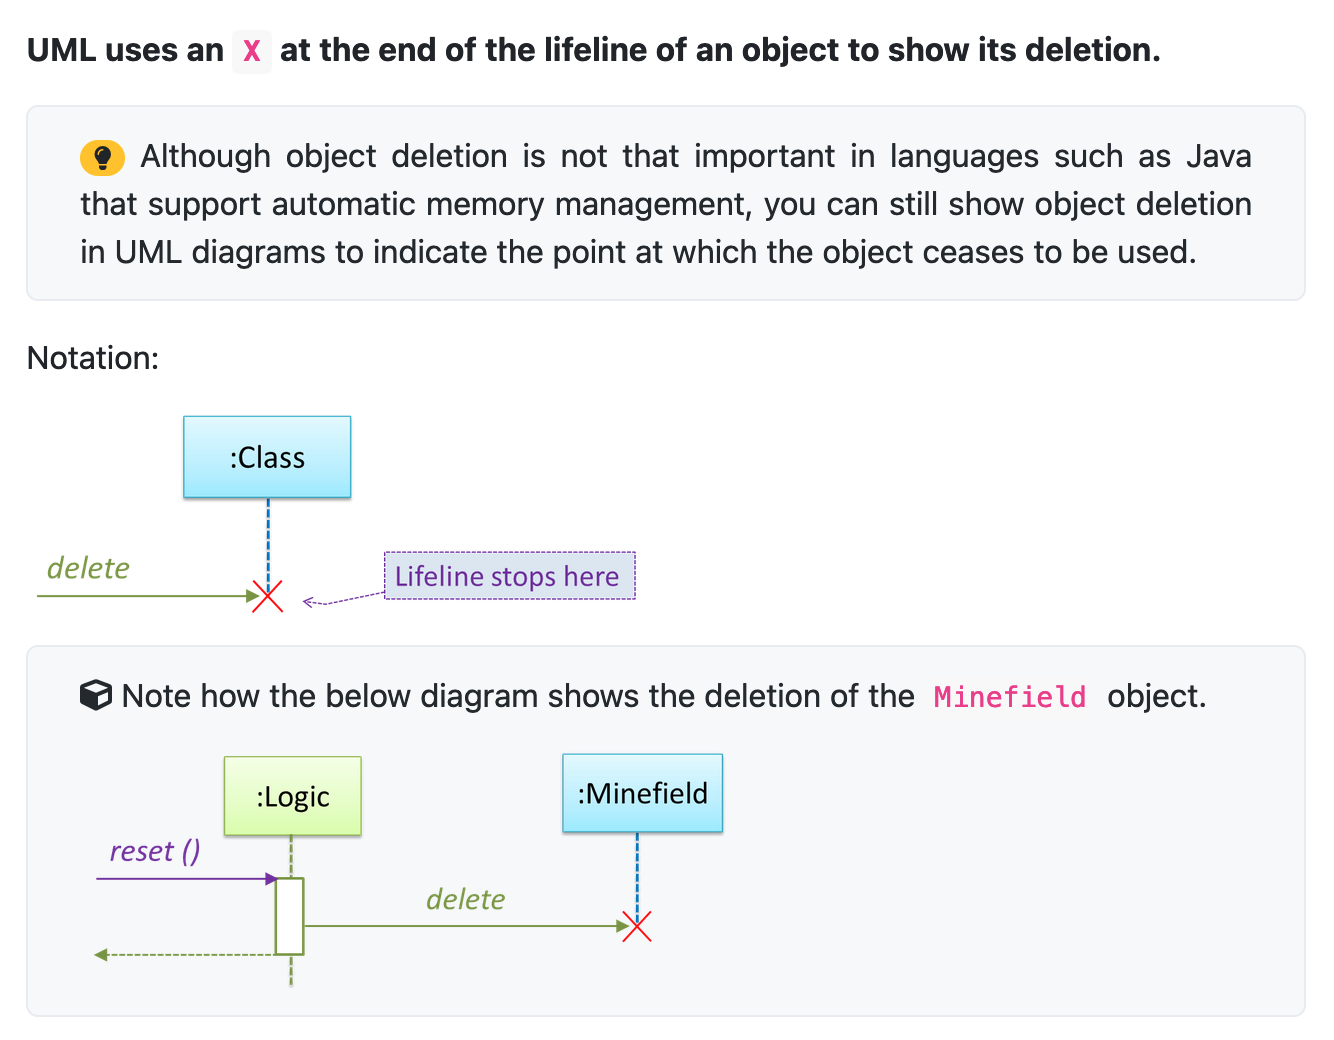 UML uses an X at the end of the lifeline of an object to show its deletion.
Although object deletion is not that important in languages such as Java
that support automatic memory management, you can still show object deletion
in UML diagrams to indicate the point at which the object ceases to be used.
Notation:
:Class
delete
Lifeline stops here
Note how the below diagram shows the deletion of the Minefield object.
:Logic
:Minefield
reset ()
delete